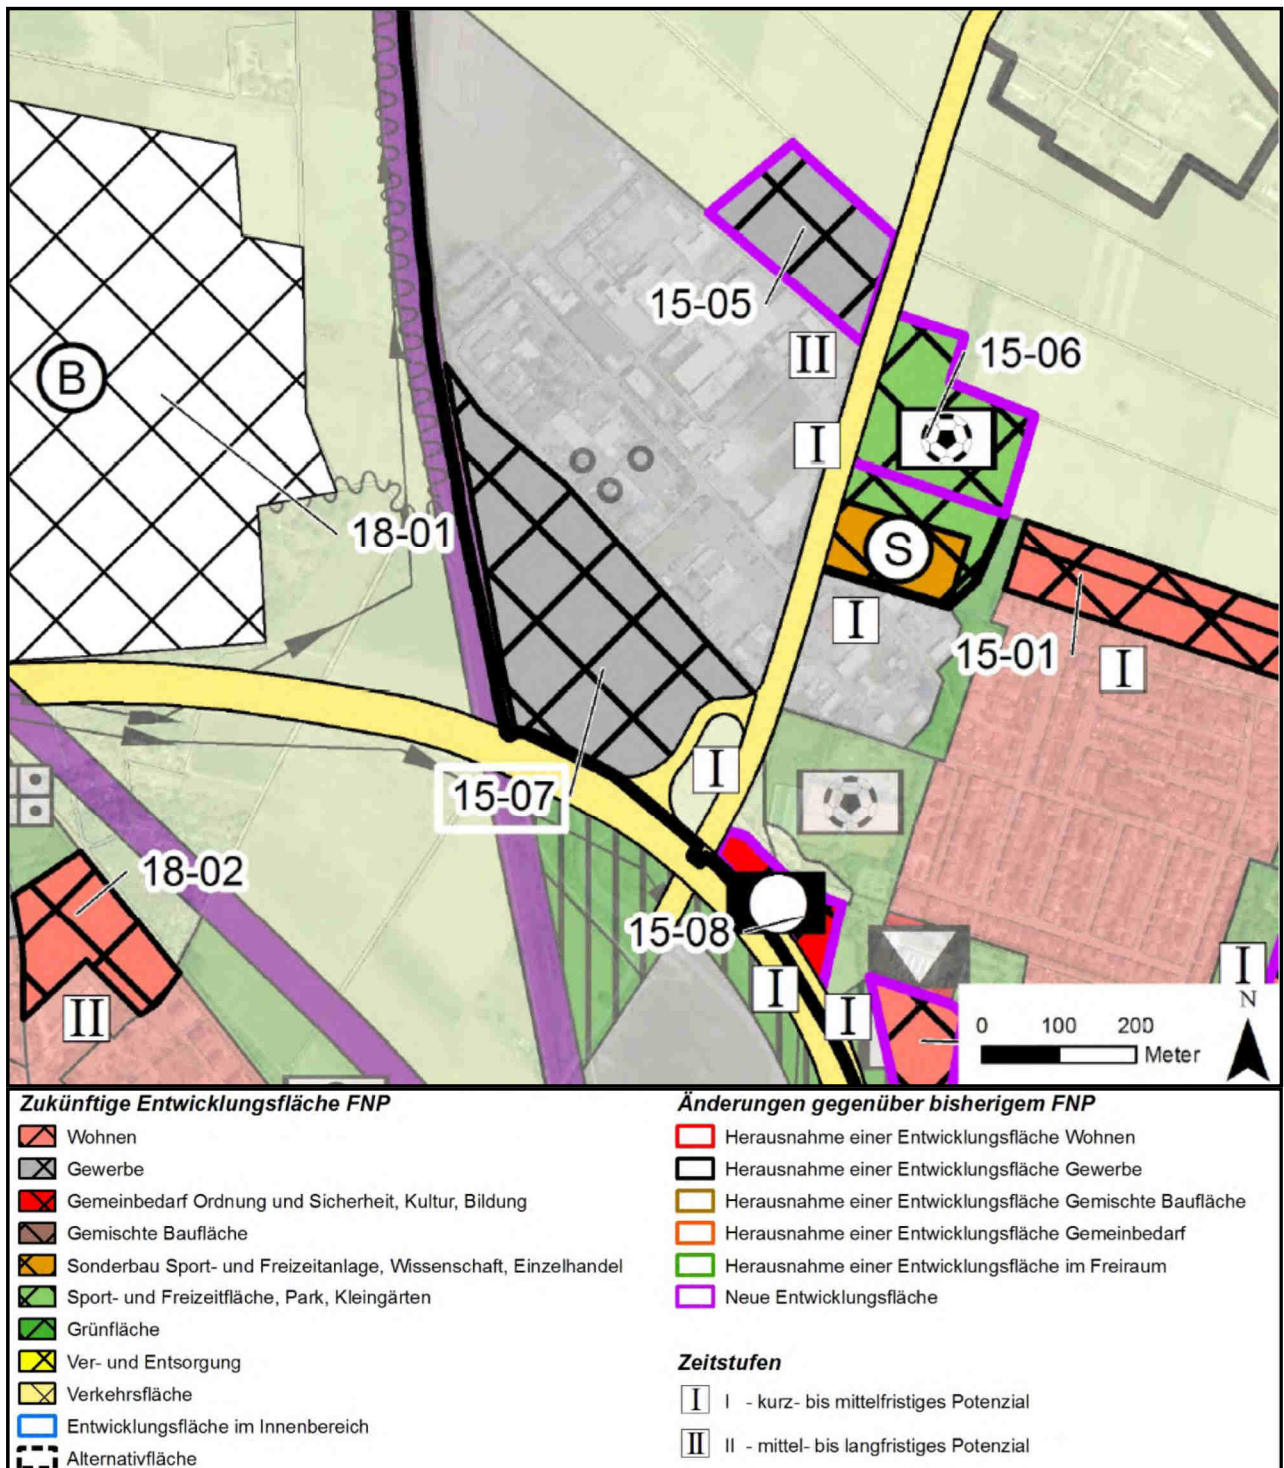 15-05
II
15-06
I
B
18-01
S
I
15-01
I
I
15-07
18-02
15-08
II
I
I
I
N
0 100 200
Meter
Zukünftige Entwicklungsfläche FNP
Wohnen
Gewerbe
Gemeinbedarf Ordnung und Sicherheit, Kultur, Bildung
Gemischte Baufläche
Sonderbau Sport- und Freizeitanlage, Wissenschaft, Einzelhandel
Sport- und Freizeitfläche, Park, Kleingärten
Grünfläche
Ver- und Entsorgung
Verkehrsfläche
Entwicklungsfläche im Innenbereich
Alternativfläche
Änderungen gegenüber bisherigem FNP
Herausnahme einer Entwicklungsfläche Wohnen
Herausnahme einer Entwicklungsfläche Gewerbe
Herausnahme einer Entwicklungsfläche Gemischte Baufläche
Herausnahme einer Entwicklungsfläche Gemeinbedarf
Herausnahme einer Entwicklungsfläche im Freiraum
Neue Entwicklungsfläche
Zeitstufen
I I - kurz- bis mittelfristiges Potenzial
II II - mittel- bis langfristiges Potenzial